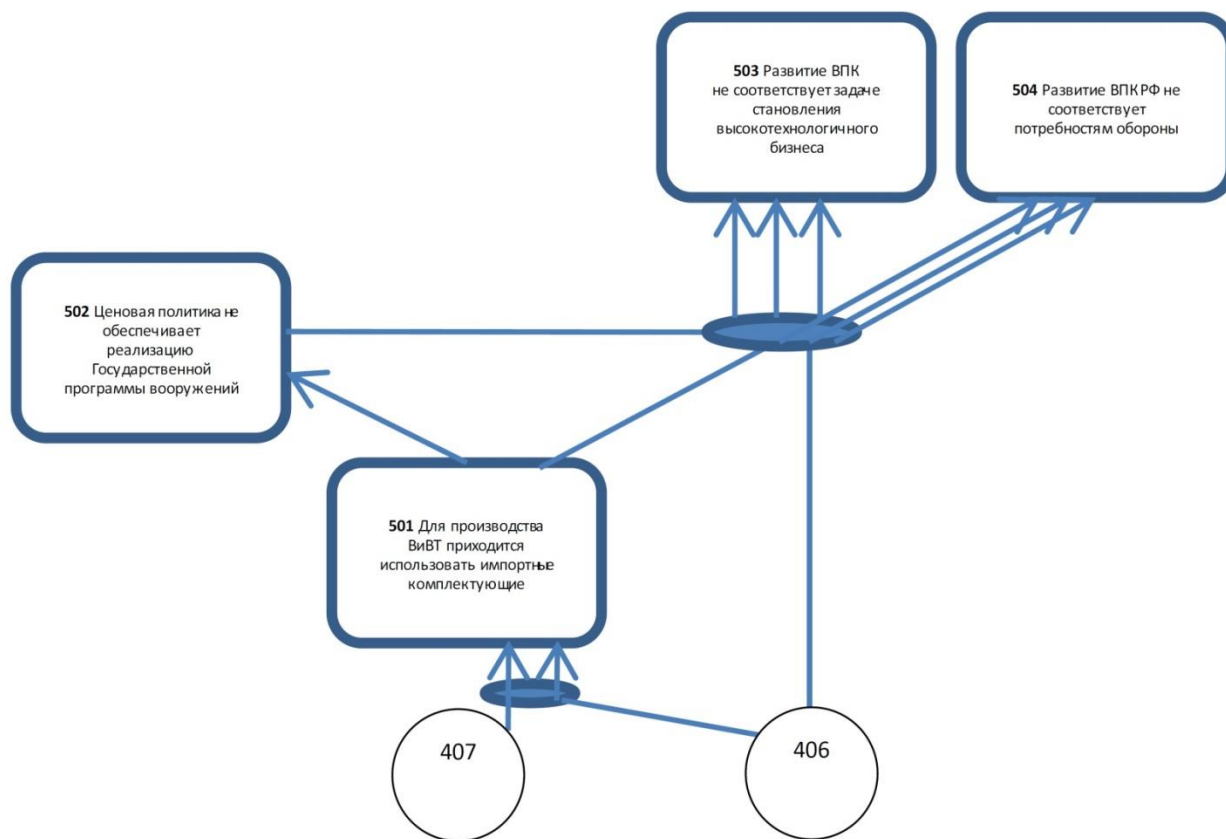 503 Развитие ВПК
не соответствует задаче
становления
высокотехнологичного
бизнеса
504 Развитие ВПК РФ не
соответствует
потребностям обороны
502 Ценовая политика не
обеспечивает
реализацию
Государственной
программы вооружений
501 Для производства
ВиВТ приходится
использовать импортные
комплектующие
407
406